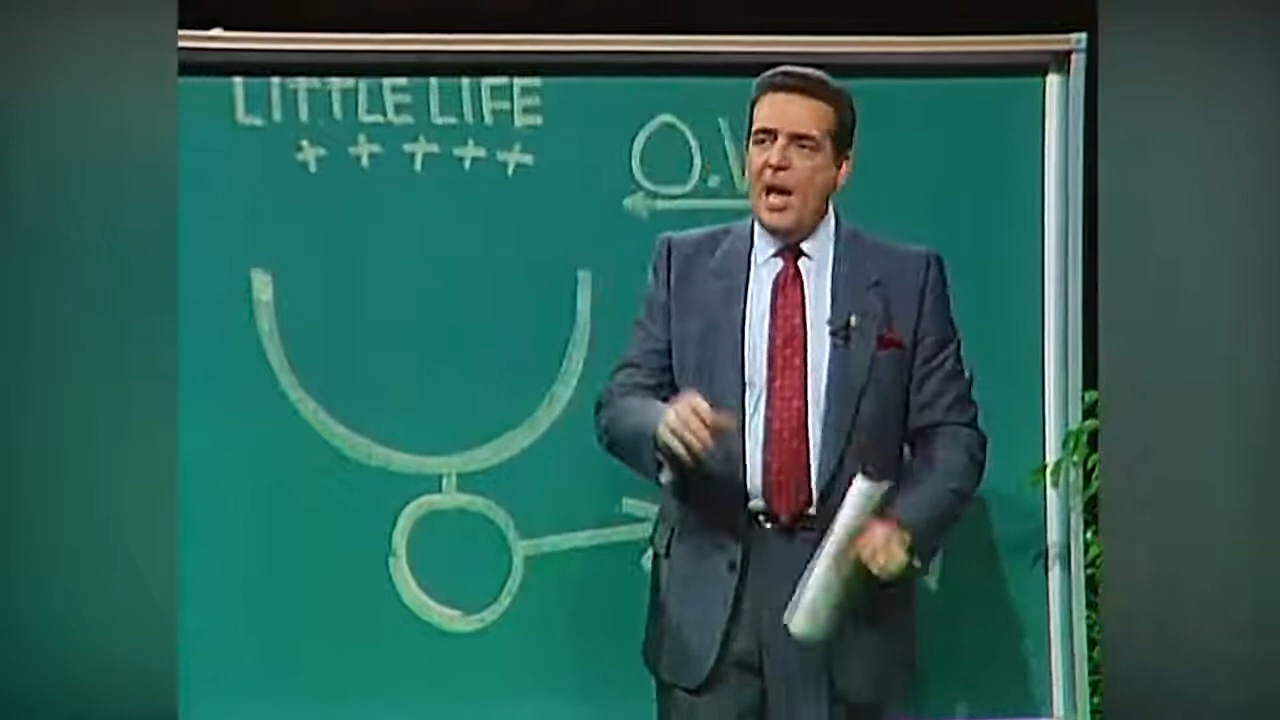 LITTLE LIFE
+ + + + +
O.